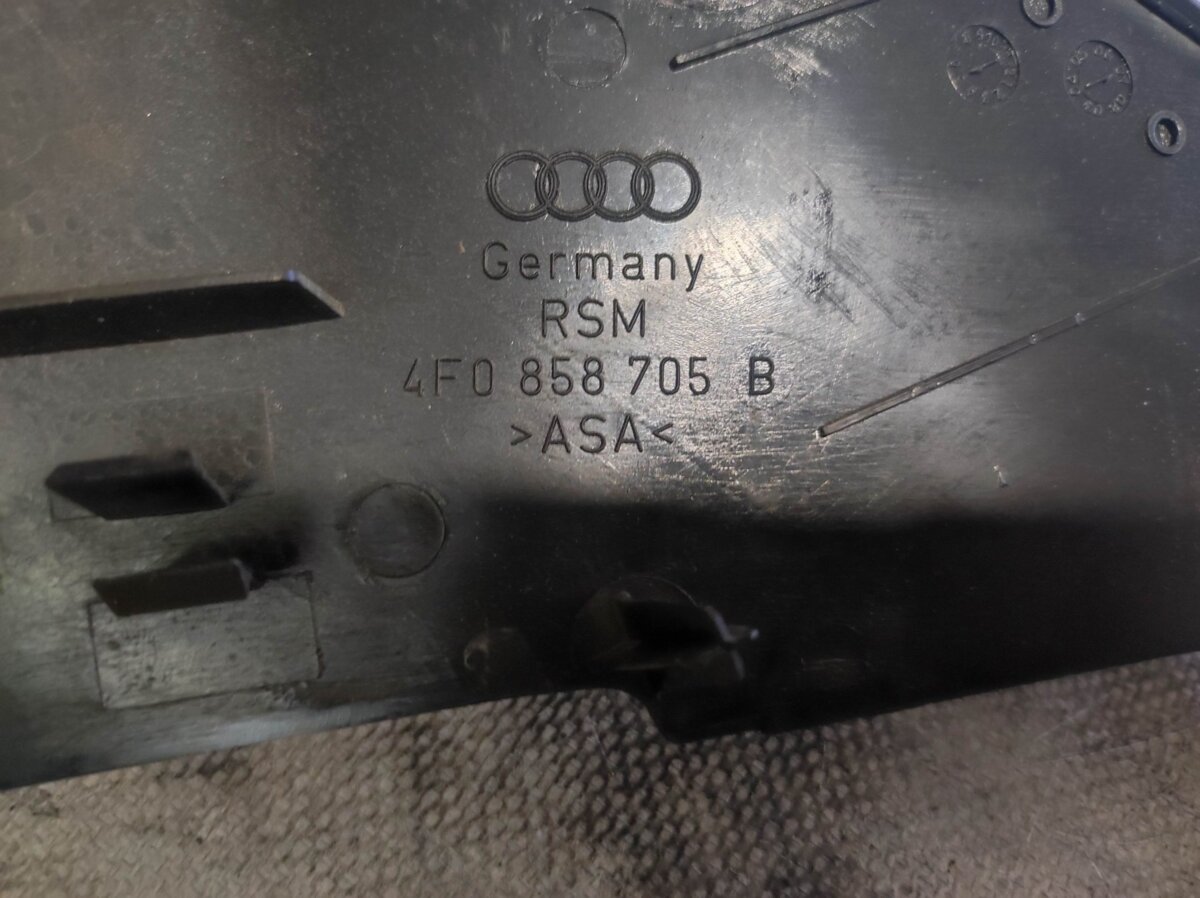 Germany
RSM
4F0 858 705 B
>ASA<